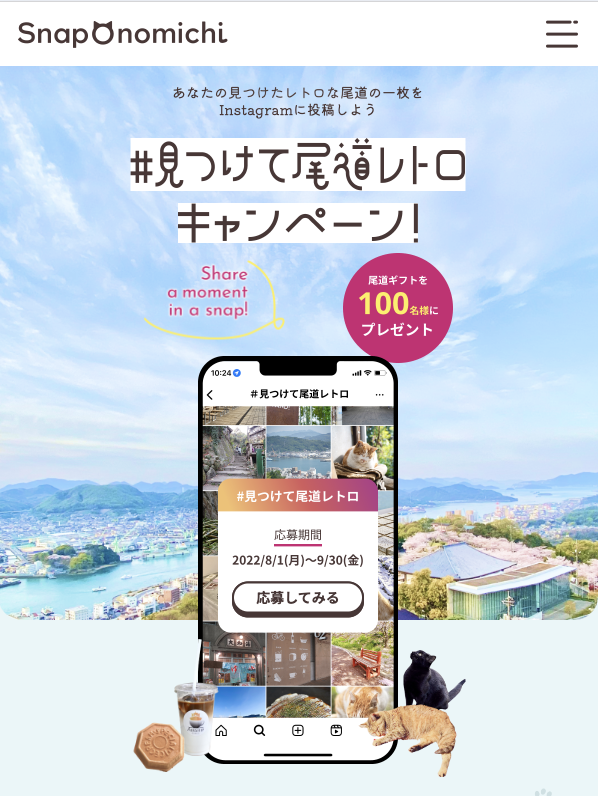 SnapOnomichi
あなたの見つけたレトロな尾道の一枚を
Instagramに投稿しよう
#見つけて尾道レトロ
キャンペーン!
Share
a moment
in a snap!
尾道ギフトを
100名様に
プレゼント
10:24
#見つけて尾道レトロ
#見つけて尾道レトロ
応募期間
2022/8/1(月)〜9/30(金)
応募してみる
02